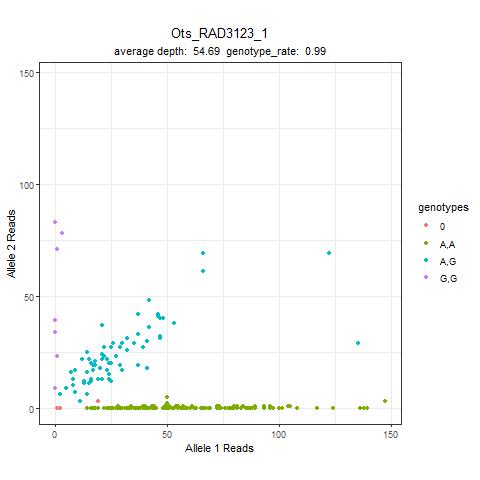 Ots_RAD3123_1
average depth: 54.69 genotype_rate: 0.99
150
100
50
0
Allele 2 Reads
0 50 100 150
Allele 1 Reads
genotypes
0
A,A
A,G
G,G